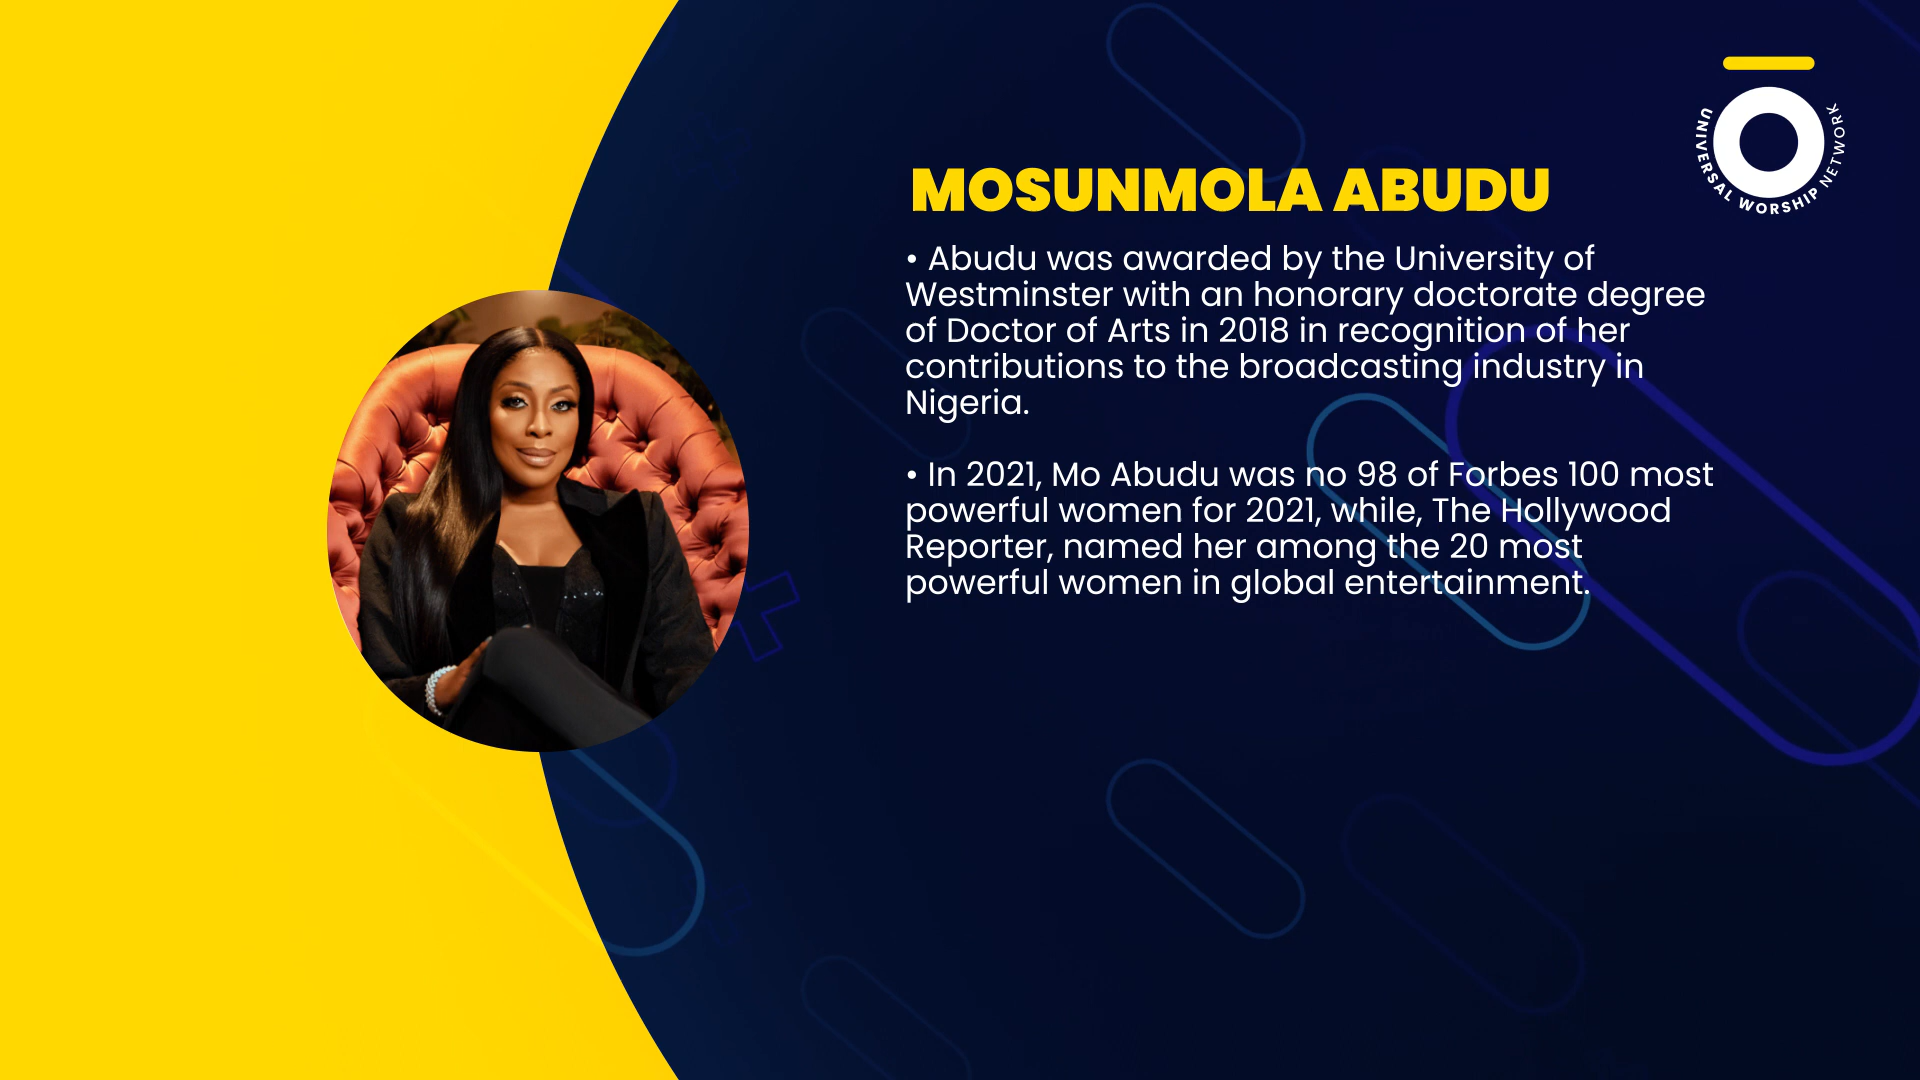 UNIVERSAL WORSHIP NETWORK
MOSUNMOLA ABUDU
• Abudu was awarded by the University of
Westminster with an honorary doctorate degree
of Doctor of Arts in 2018 in recognition of her
contributions to the broadcasting industry in
Nigeria.
• In 2021, Mo Abudu was no 98 of Forbes 100 most
powerful women for 2021, while, The Hollywood
Reporter, named her among the 20 most
powerful women in global entertainment.